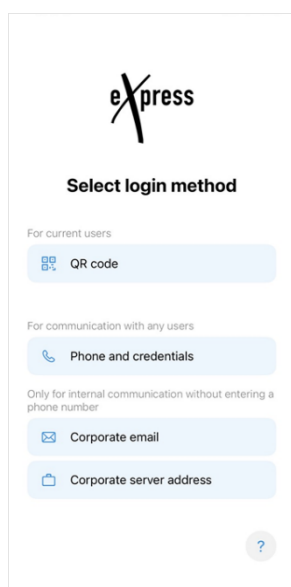 eXpress
Select login method
For current users
QR code
For communication with any users
Phone and credentials
Only for internal communication without entering a
phone number
Corporate email
Corporate server address
?